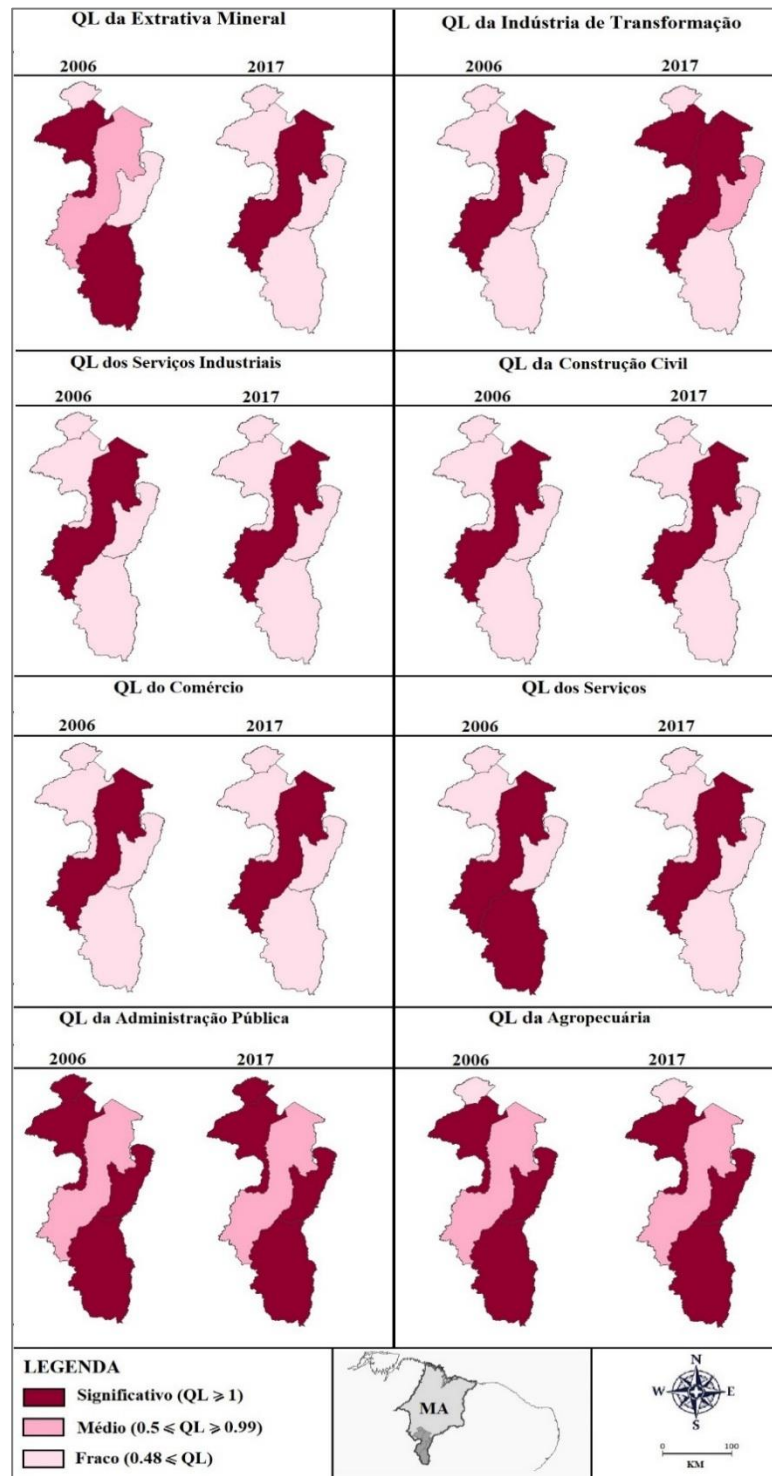 QL da Extrativa Mineral
QL da Indústria de Transformação
2006
2017
2006
2017
QL dos Serviços Industriais
QL da Construção Civil
2006
2017
2006
2017
QL do Comércio
QL dos Serviços
2006
2017
2006
2017
QL da Administração Pública
QL da Agropecuária
2006
2017
2006
2017
LEGENDA
Significativo (QL ⩾ 1)
Médio (0.5 ⩽ QL ⩾ 0.99)
Fraco (0.48 ⩽ QL)
MA
N
W E
S
0 100
KM